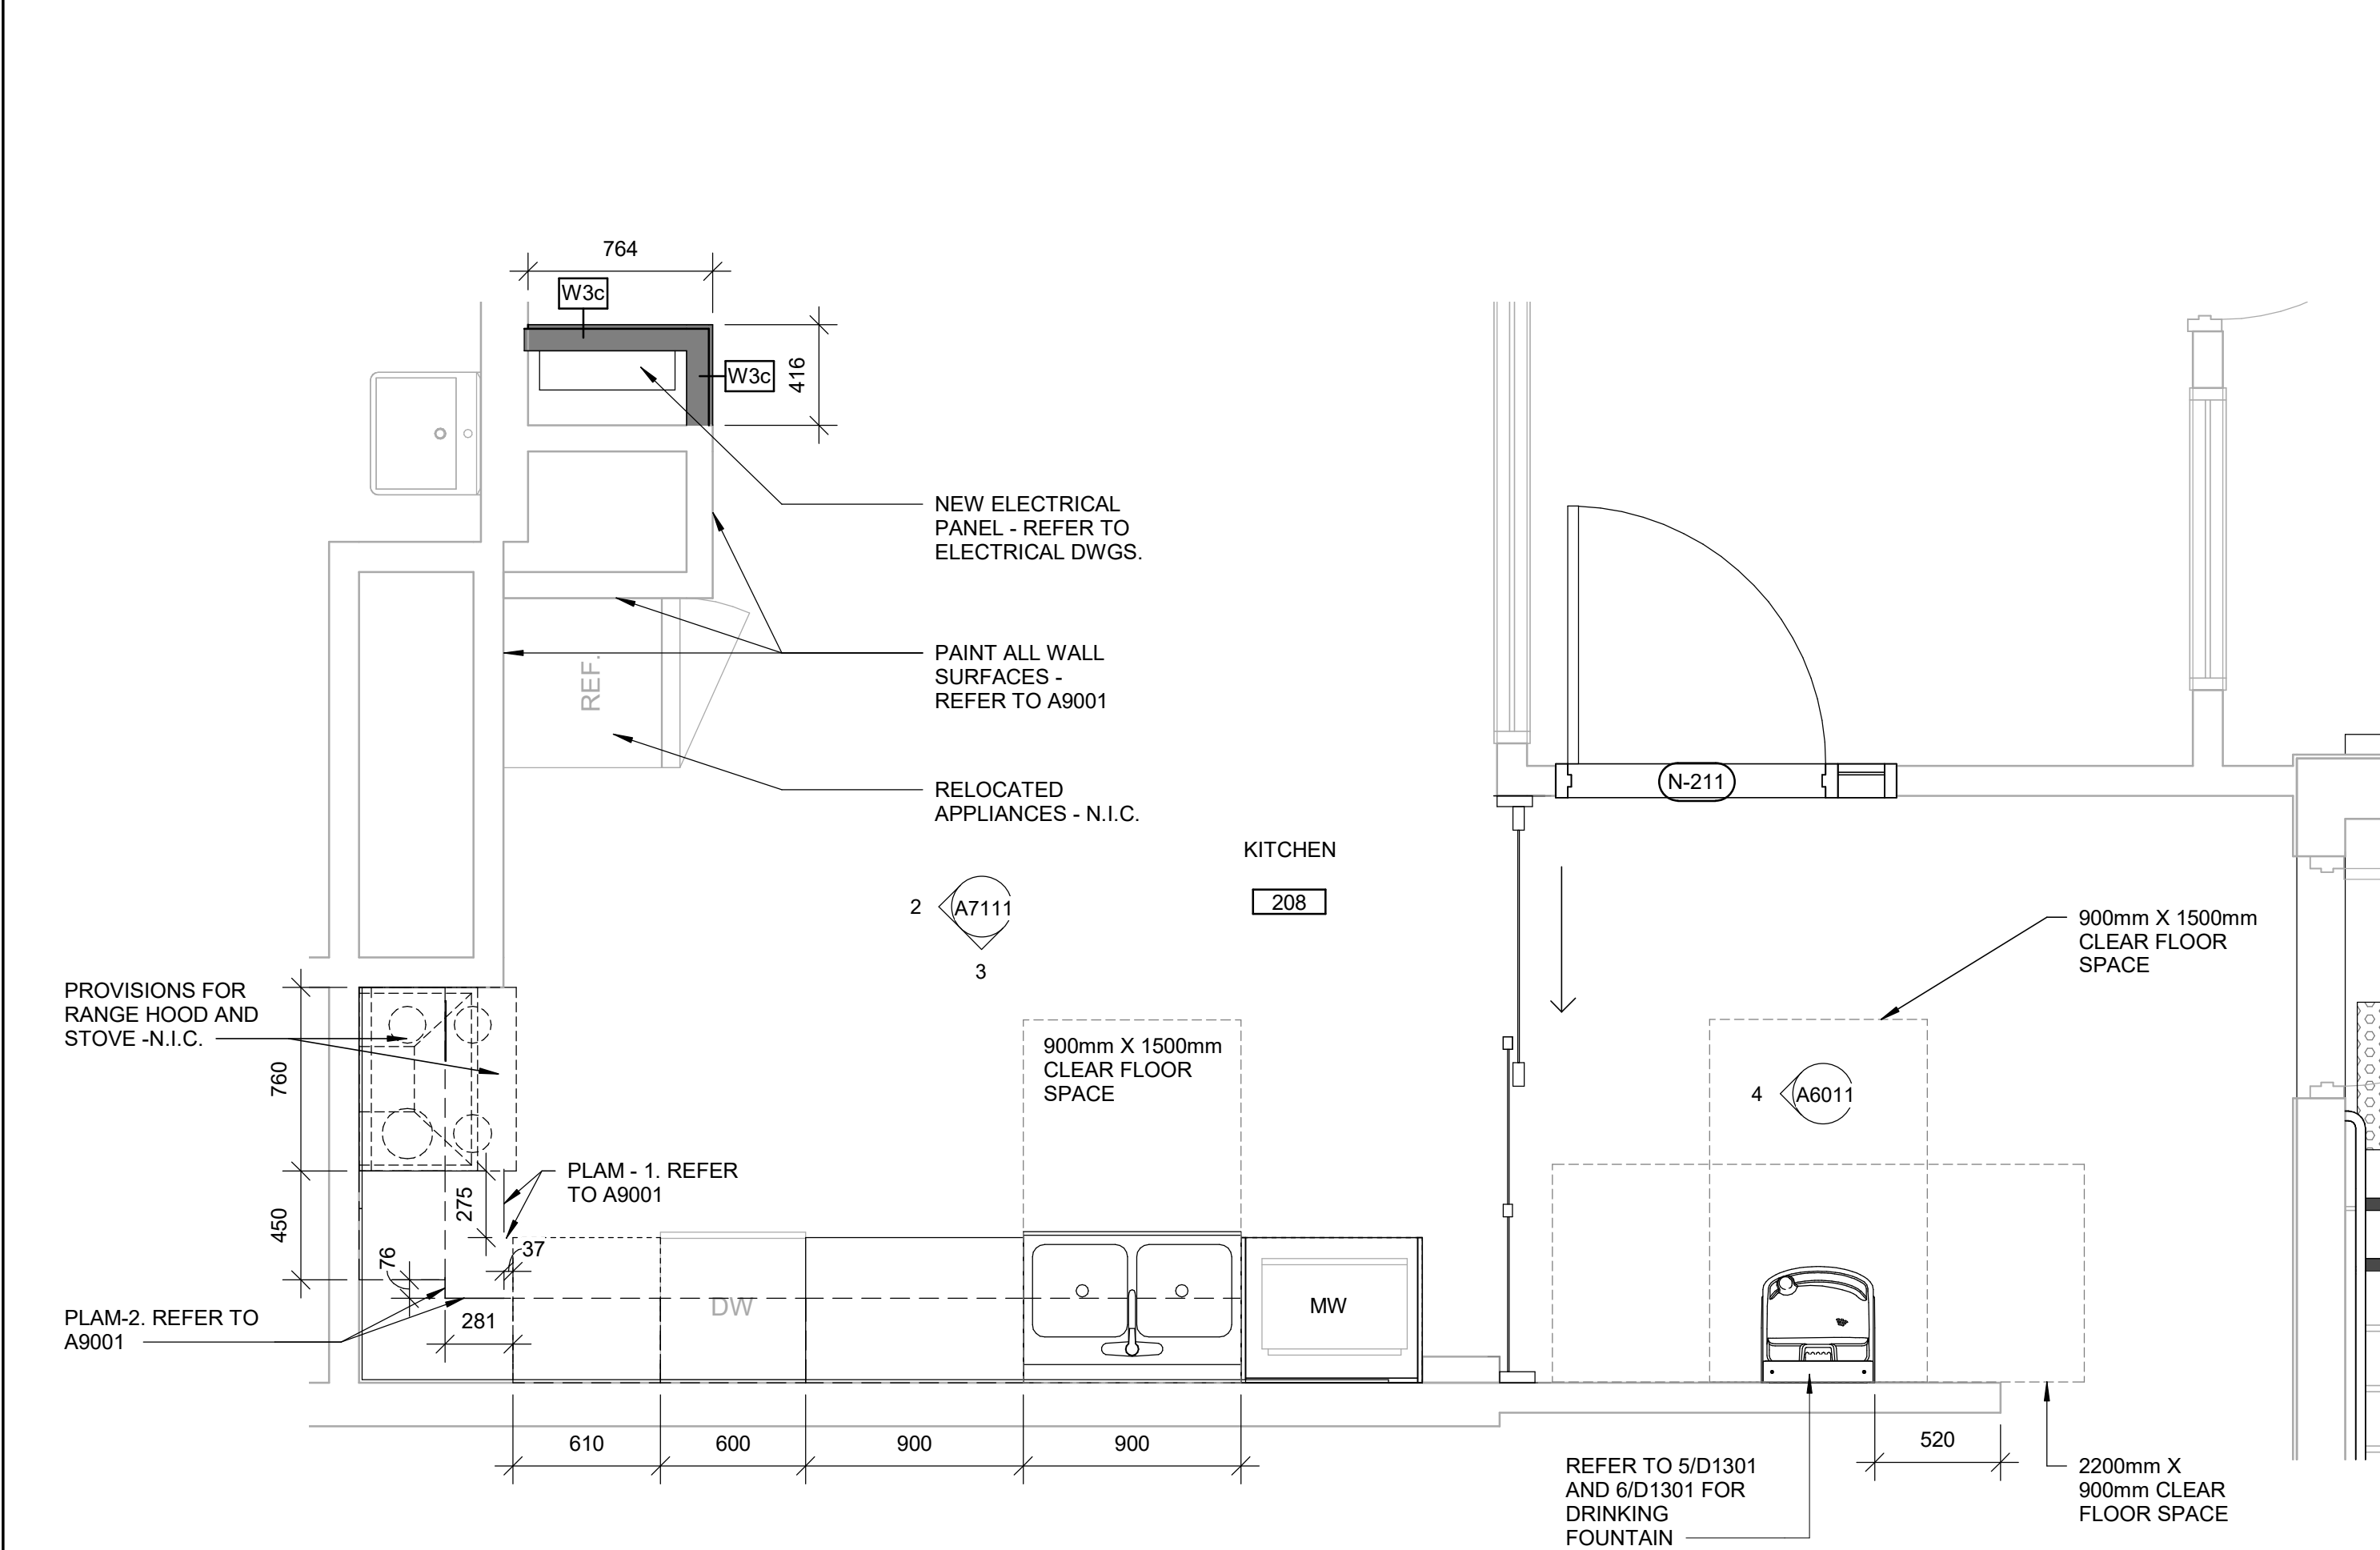 764
W3c
W3c
416
NEW ELECTRICAL
PANEL - REFER TO
ELECTRICAL DWGS.
PAINT ALL WALL
SURFACES -
REFER TO A9001
REF.
RELOCATED
APPLIANCES - N.I.C.
N-211
KITCHEN
208
2
A7111
3
900mm X 1500mm
CLEAR FLOOR
SPACE
PROVISIONS FOR
RANGE HOOD AND
STOVE -N.I.C.
760
900mm X 1500mm
CLEAR FLOOR
SPACE
4
A6011
PLAM - 1. REFER
TO A9001
275
450
76
37
PLAM-2. REFER TO
A9001
281
DW
MW
610
600
900
900
520
REFER TO 5/D1301
AND 6/D1301 FOR
DRINKING
FOUNTAIN
2200mm X
900mm CLEAR
FLOOR SPACE